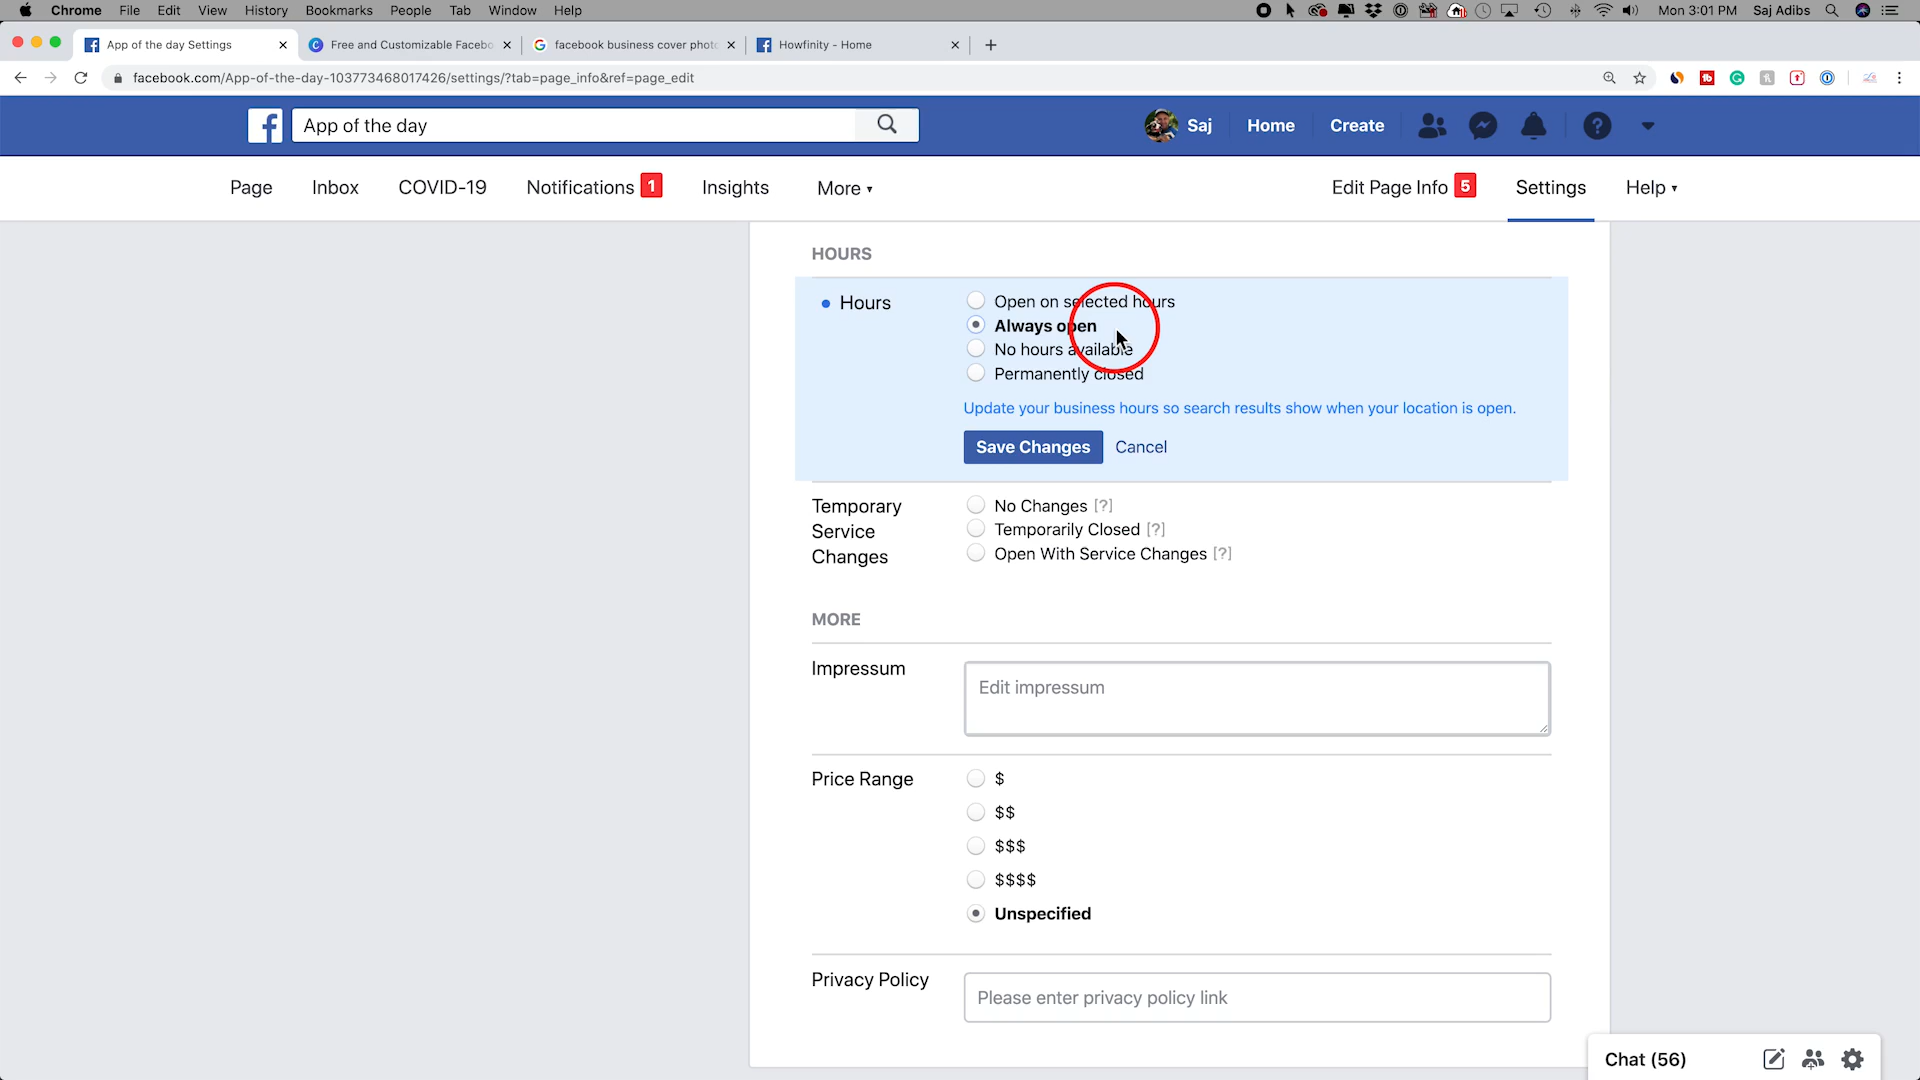 Chrome File Edit View History Bookmarks People Tab Window Help Mon 3:01 PM Saj Adibs
App of the day Settings Free and Customizable Facebo facebook business cover phot Howfinity - Home
facebook.com/App-of-the-day-103773468017426/settings/?tab=page_info&ref=page_edit
App of the day Saj Home Create
Page Inbox COVID-19 Notifications 1 Insights More Edit Page Info 5 Settings Help
HOURS
Hours Open on selected hours
Always open
No hours available
Permanently closed
Update your business hours so search results show when your location is open.
Save Changes Cancel
Temporary Service Changes No Changes [?]
Temporarily Closed [?]
Open With Service Changes [?]
MORE
Impressum Edit impressum
Price Range $
$$
$$$
$$$$
Unspecified
Privacy Policy Please enter privacy policy link
Chat (56)